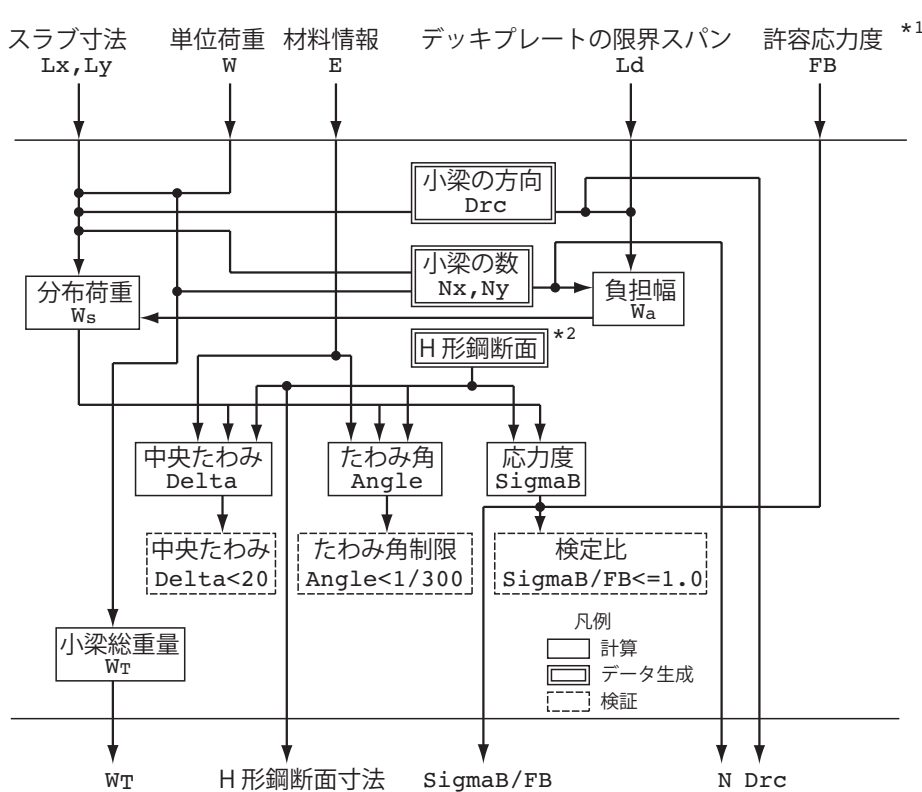 スラブ寸法 単位荷重 材料情報 デッキプレートの限界スパン 許容応力度 *1
Lx,Ly W E Ld FB
小梁の方向
Drc
小梁の数
Nx,Ny
分布荷重
Ws
負担幅
Wa
H形鋼断面 *2
中央たわみ
Delta
たわみ角
Angle
応力度
SigmaB
中央たわみ
Delta<20
たわみ角制限
Angle<1/300
検定比
SigmaB/FB<=1.0
小梁総重量
WT
凡例
計算
データ生成
検証
WT H形鋼断面寸法 SigmaB/FB N Drc